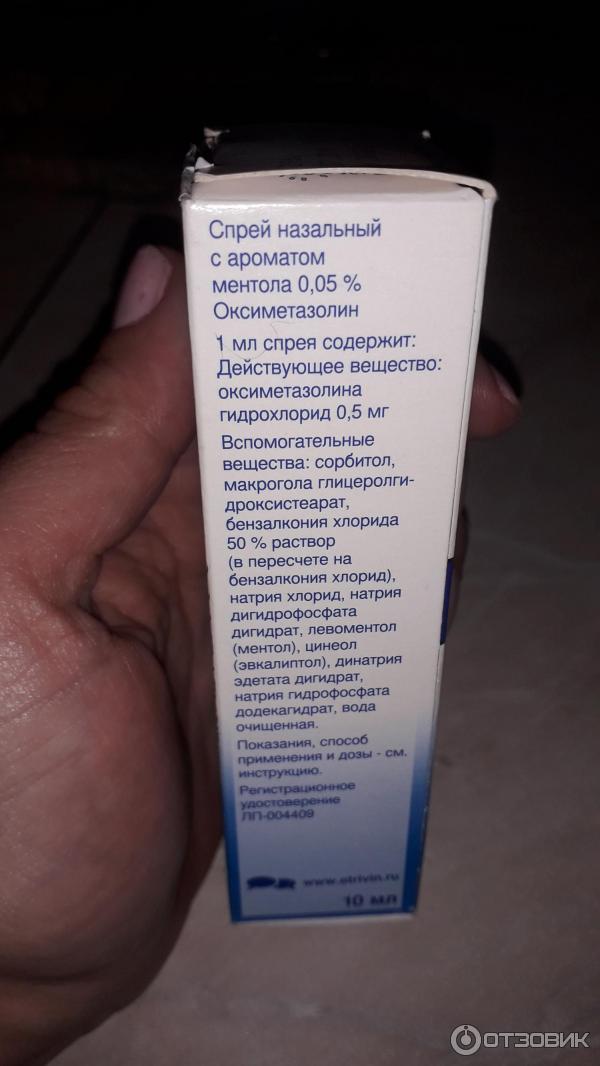 Спрей назальный
с ароматом
ментола 0,05 %
Оксиметазолин
1 мл спрея содержит:
Действующее вещество:
оксиметазолина
гидрохлорид 0,5 мг
Вспомогательные
вещества: сорбитол,
макрогола глицеролги-
дроксистеарат,
бензалкония хлорида
50 % раствор
(в пересчете на
бензалкония хлорид),
натрия хлорид, натрия
дигидрофосфата
дигидрат, левоментол
(ментол), цинеол
(эвкалиптол), динатрия
эдетата дигидрат,
натрия гидрофосфата
додекагидрат, вода
очищенная.
Показания, способ
применения и дозы - см.
инструкцию.
Регистрационное
удостоверение
ЛП-004409
www.otrivin.ru
10 мл
ОТЗОВИК